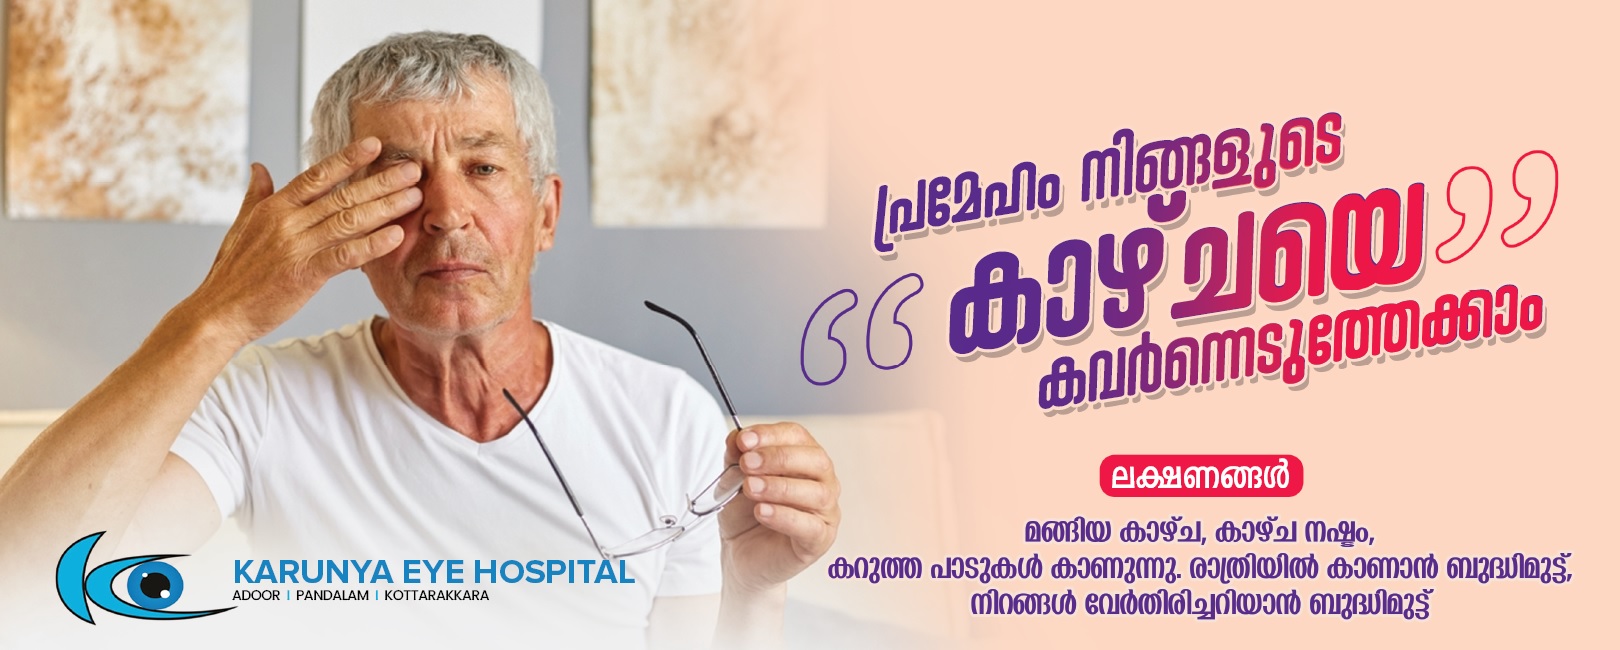 പ്രമേഹം നിങ്ങളുടെ
“ കാഴ്ചയെ ”
കവർന്നെടുത്തേക്കാം
ലക്ഷണങ്ങൾ
മങ്ങിയ കാഴ്ച, കാഴ്ച നഷ്ടം,
കറുത്ത പാടുകൾ കാണുന്നു. രാത്രിയിൽ കാണാൻ ബുദ്ധിമുട്ട്,
നിറങ്ങൾ വേർതിരിച്ചറിയാൻ ബുദ്ധിമുട്ട്
KARUNYA EYE HOSPITAL
ADOOR | PANDALAM | KOTTARAKKARA